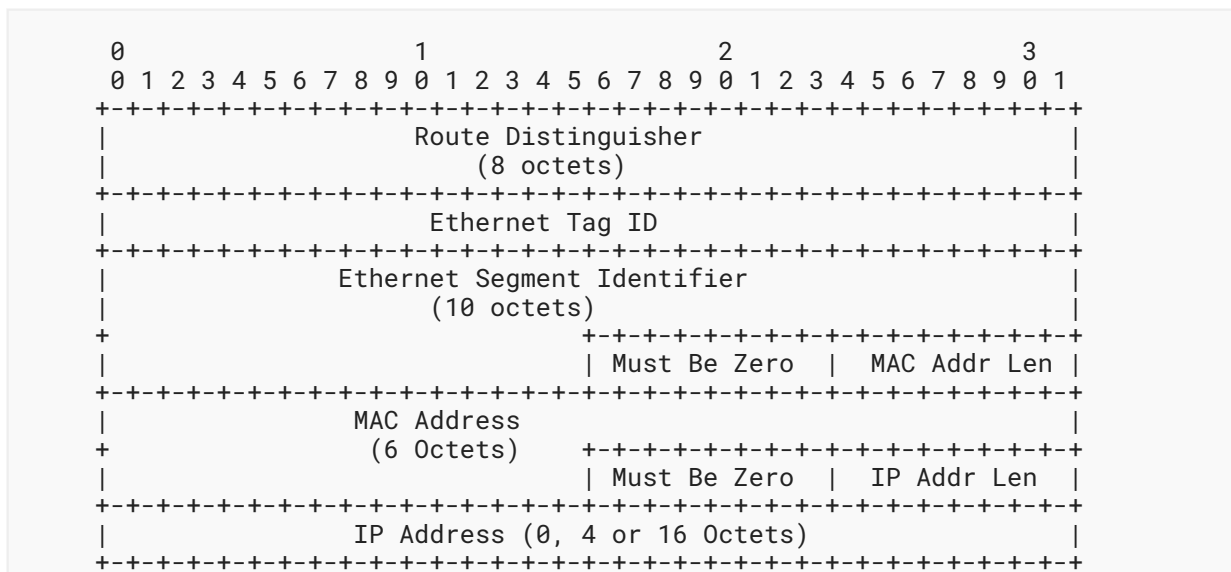 0                   1                   2                   3
0 1 2 3 4 5 6 7 8 9 0 1 2 3 4 5 6 7 8 9 0 1 2 3 4 5 6 7 8 9 0 1
+-+-+-+-+-+-+-+-+-+-+-+-+-+-+-+-+-+-+-+-+-+-+-+-+-+-+-+-+-+-+-+-+
|                    Route Distinguisher                        |
|                        (8 octets)                             |
+-+-+-+-+-+-+-+-+-+-+-+-+-+-+-+-+-+-+-+-+-+-+-+-+-+-+-+-+-+-+-+-+
|                     Ethernet Tag ID                           |
+-+-+-+-+-+-+-+-+-+-+-+-+-+-+-+-+-+-+-+-+-+-+-+-+-+-+-+-+-+-+-+-+
|               Ethernet Segment Identifier                     |
|                     (10 octets)                               |
+                               +-+-+-+-+-+-+-+-+-+-+-+-+-+-+-+-+
|                               | Must Be Zero  |  MAC Addr Len |
+-+-+-+-+-+-+-+-+-+-+-+-+-+-+-+-+-+-+-+-+-+-+-+-+-+-+-+-+-+-+-+-+
|                MAC Address                                    |
+                 (6 Octets)    +-+-+-+-+-+-+-+-+-+-+-+-+-+-+-+-+
|                               | Must Be Zero  |  IP Addr Len  |
+-+-+-+-+-+-+-+-+-+-+-+-+-+-+-+-+-+-+-+-+-+-+-+-+-+-+-+-+-+-+-+-+
|                IP Address (0, 4 or 16 Octets)                 |
+-+-+-+-+-+-+-+-+-+-+-+-+-+-+-+-+-+-+-+-+-+-+-+-+-+-+-+-+-+-+-+-+